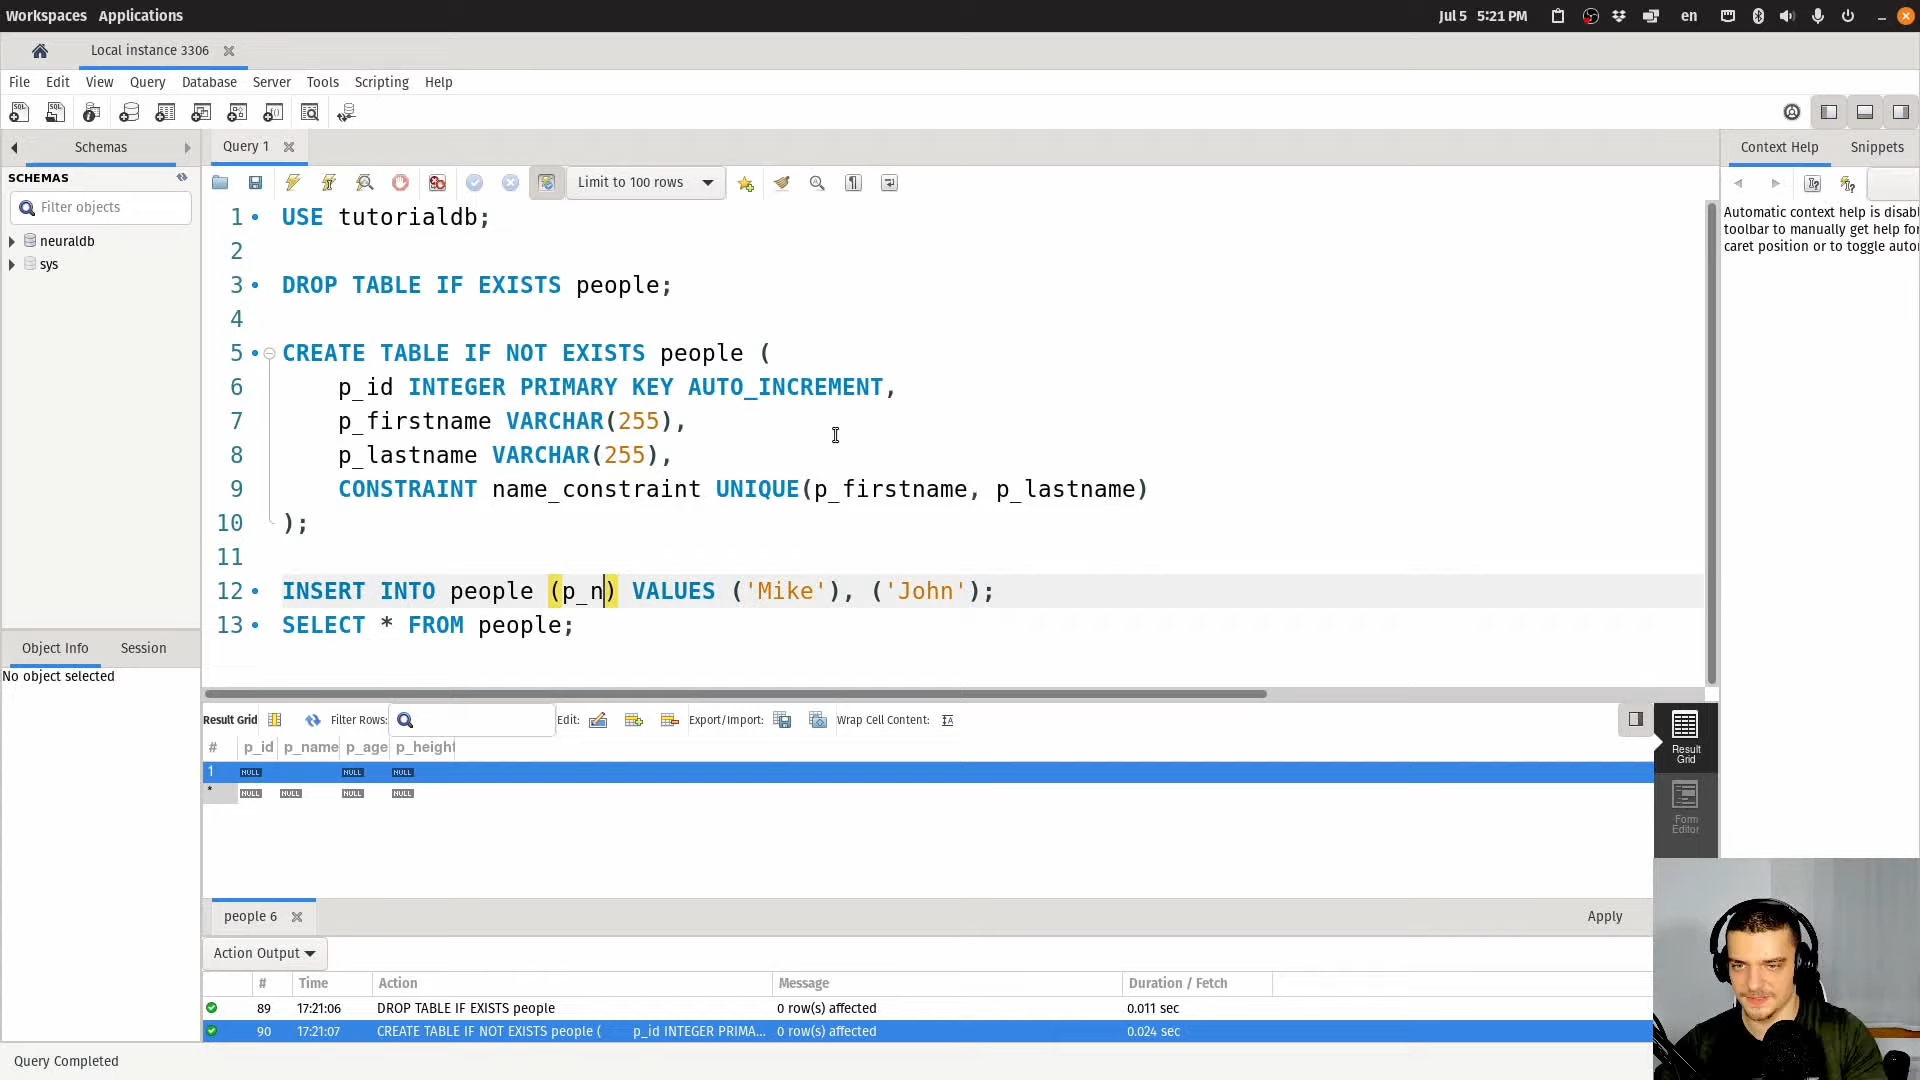 Workspaces Applications
Jul 5 5:21 PM
en
Local instance 3306
File Edit View Query Database Server Tools Scripting Help
Schemas
Query 1
Context Help Snippets
SCHEMAS
Limit to 100 rows
Filter objects
neuraldb
sys
Automatic context help is disabl
toolbar to manually get help for
caret position or to toggle auto
1 USE tutorialdb;
2
3 DROP TABLE IF EXISTS people;
4
5 CREATE TABLE IF NOT EXISTS people (
6 p_id INTEGER PRIMARY KEY AUTO_INCREMENT,
7 p_firstname VARCHAR(255),
8 p_lastname VARCHAR(255),
9 CONSTRAINT name_constraint UNIQUE(p_firstname, p_lastname)
10 );
11
12 INSERT INTO people (p_n) VALUES ('Mike'), ('John');
13 SELECT * FROM people;
Object Info Session
No object selected
Result Grid Filter Rows: Edit: Export/Import: Wrap Cell Content:
# p_id p_name p_age p_height
1 NULL NULL NULL
* NULL NULL NULL NULL
Result Grid
Form Editor
people 6
Apply
Action Output
# Time Action Message Duration / Fetch
89 17:21:06 DROP TABLE IF EXISTS people 0 row(s) affected 0.011 sec
90 17:21:07 CREATE TABLE IF NOT EXISTS people ( p_id INTEGER PRIMA... 0 row(s) affected 0.024 sec
Query Completed